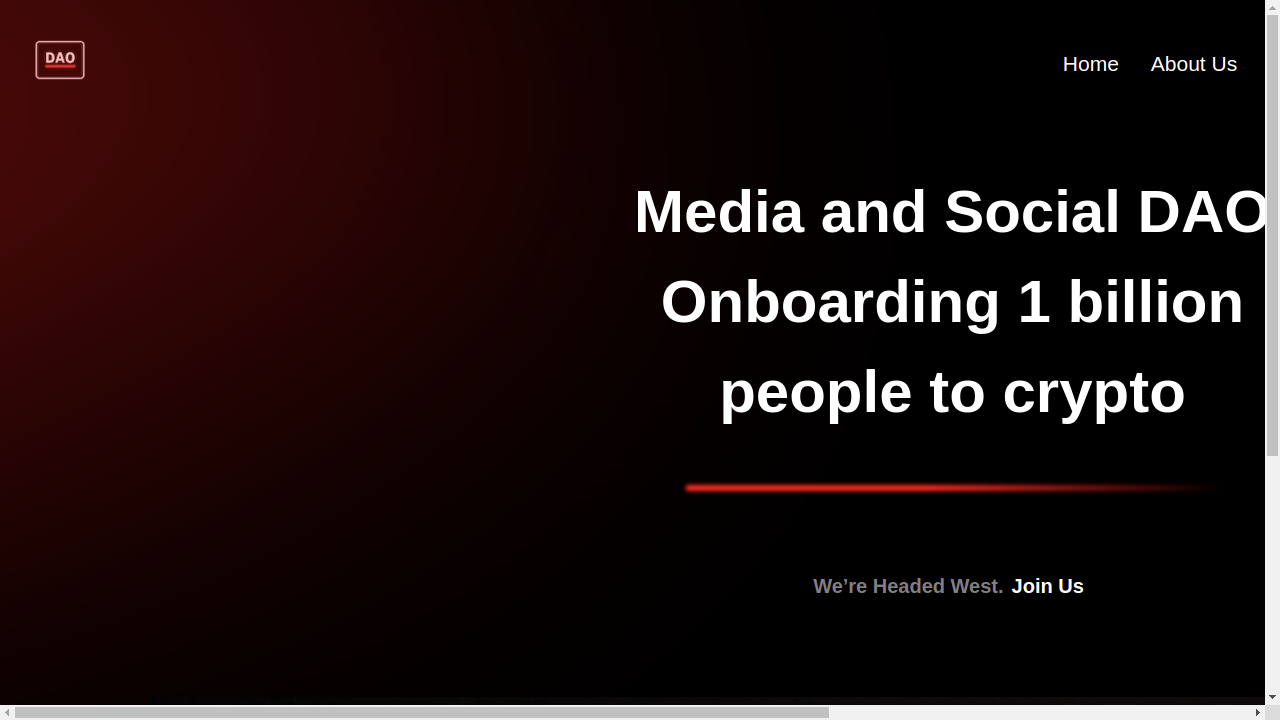 DAO
Home About Us
Media and Social DAO
Onboarding 1 billion
people to crypto
We’re Headed West. Join Us